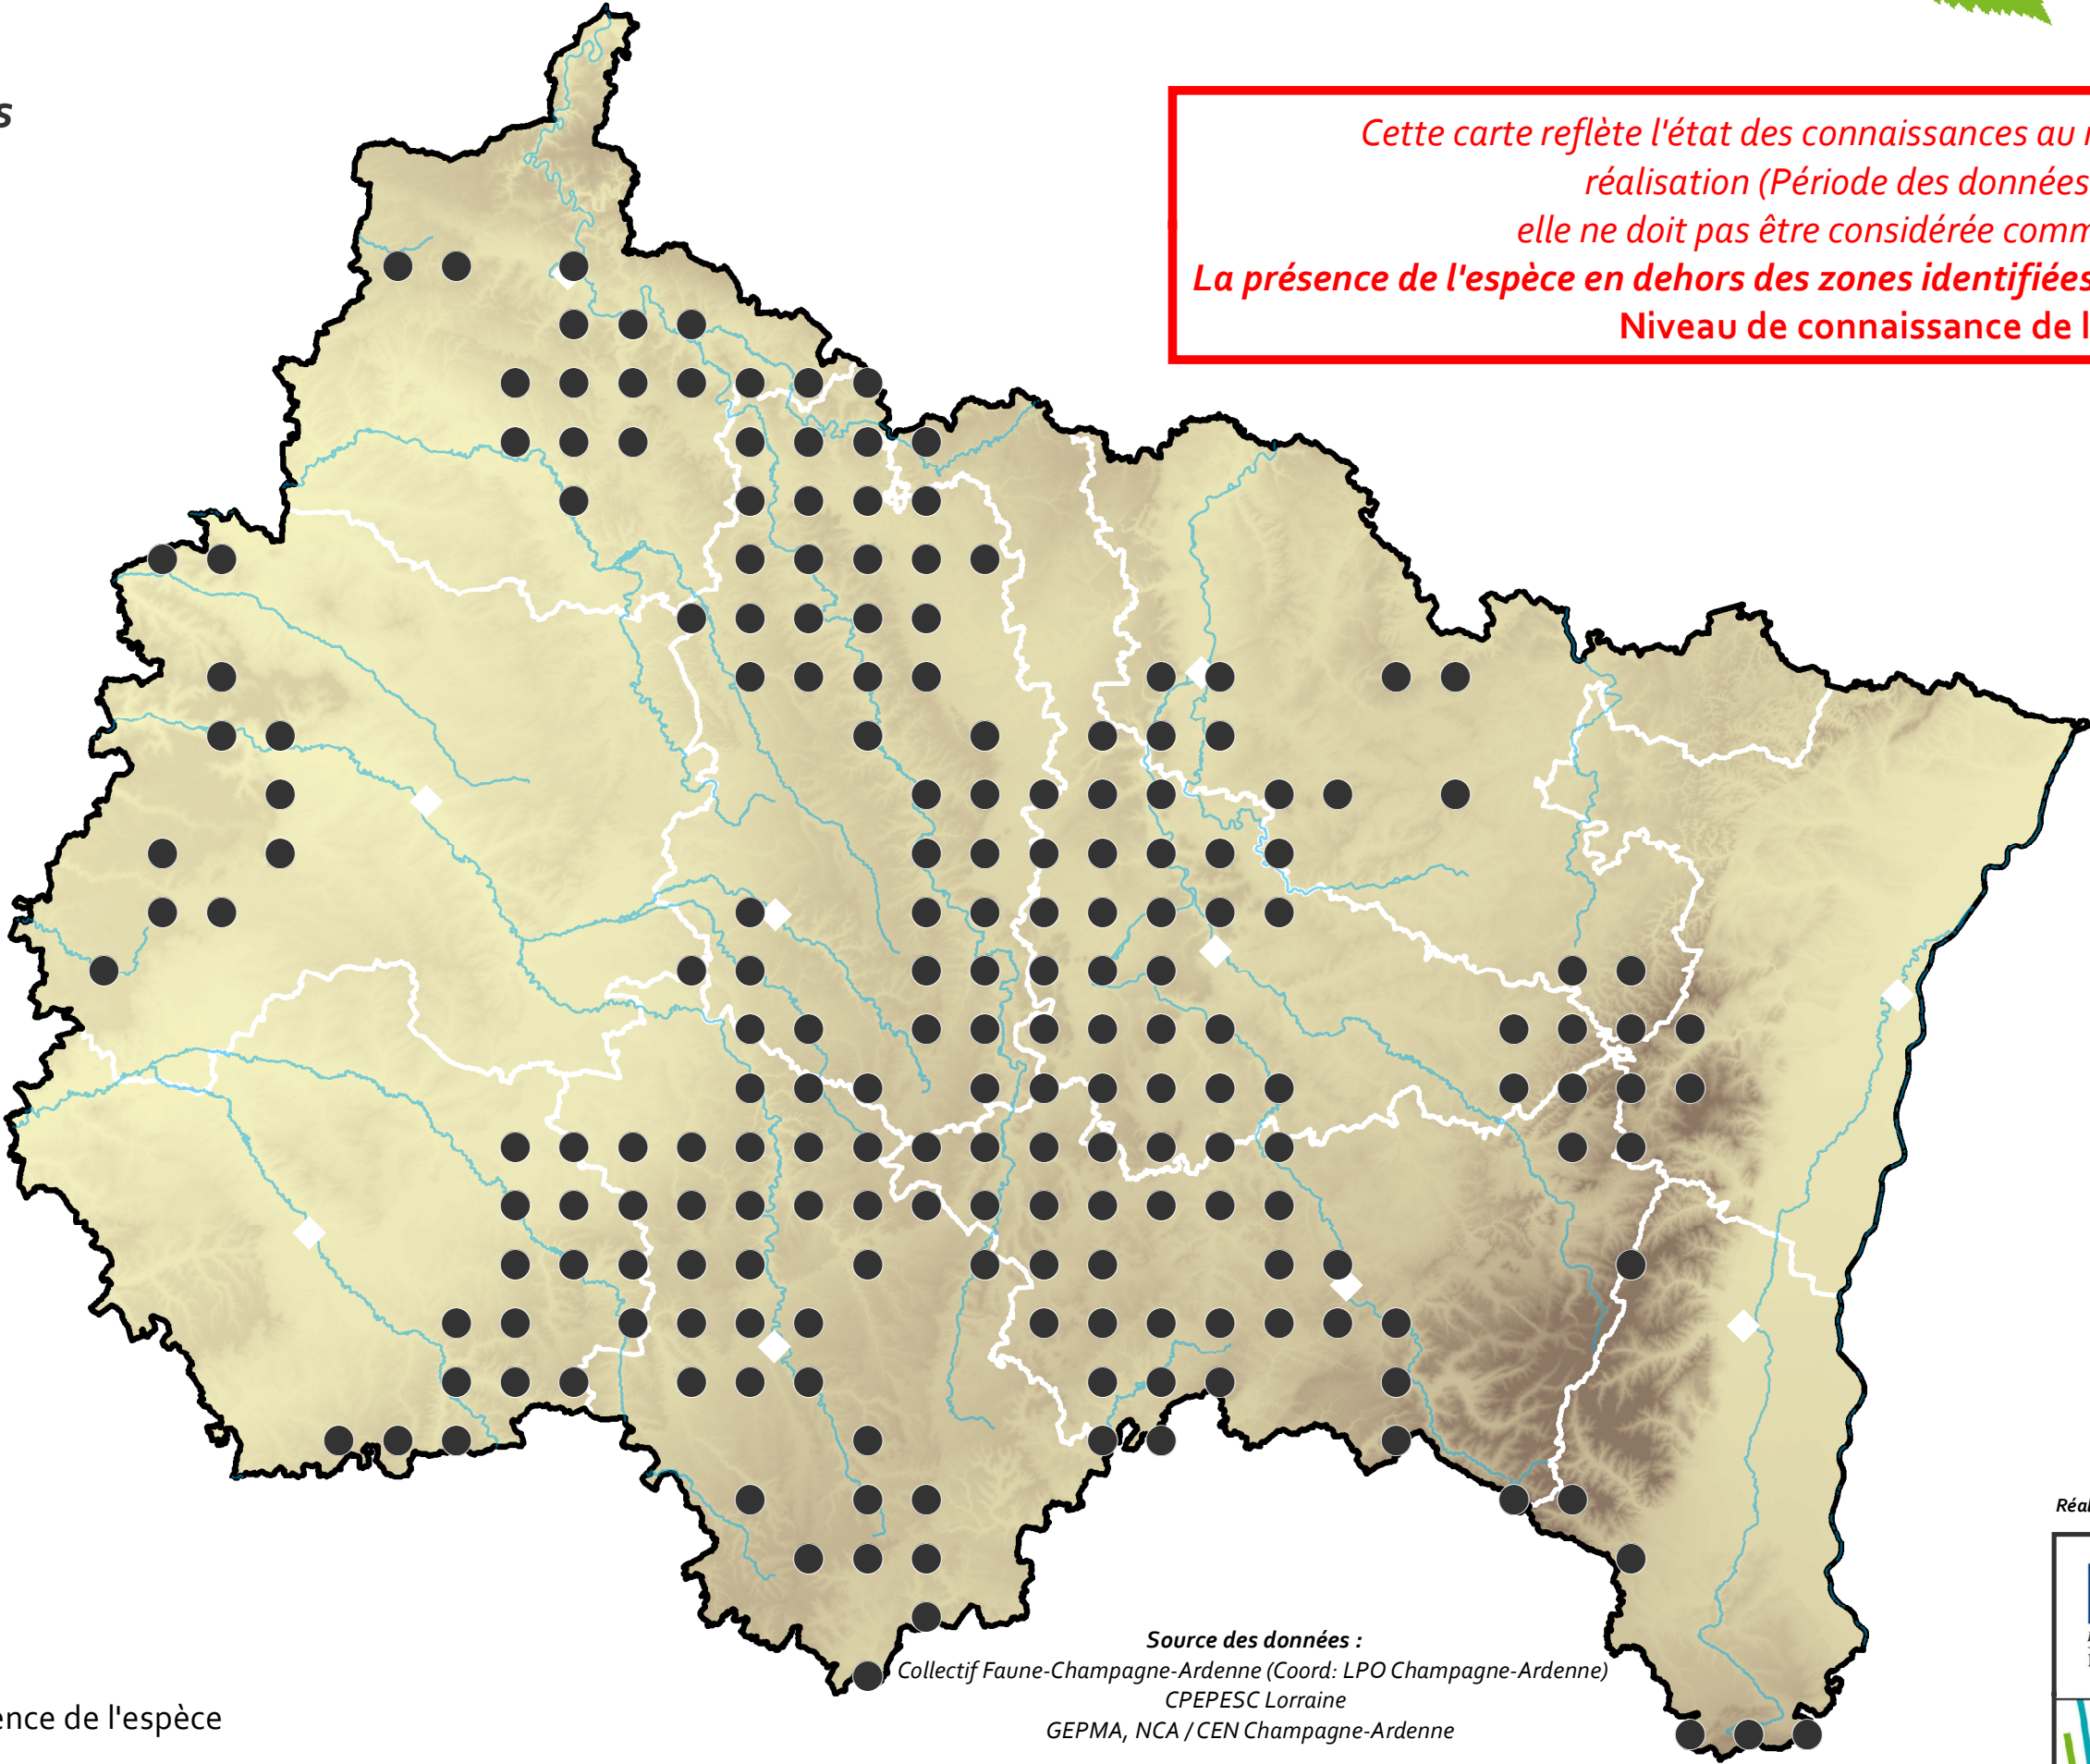 s
Cette carte reflète l'état des connaissances au
réalisation (Période des données
elle ne doit pas être considérée comm
La présence de l'espèce en dehors des zones identifiées
Niveau de connaissance de l
Réal
Source des données :
Collectif Faune-Champagne-Ardenne (Coord: LPO Champagne-Ardenne)
CPEPESC Lorraine
GEPMA, NCA / CEN Champagne-Ardenne
ence de l'espèce